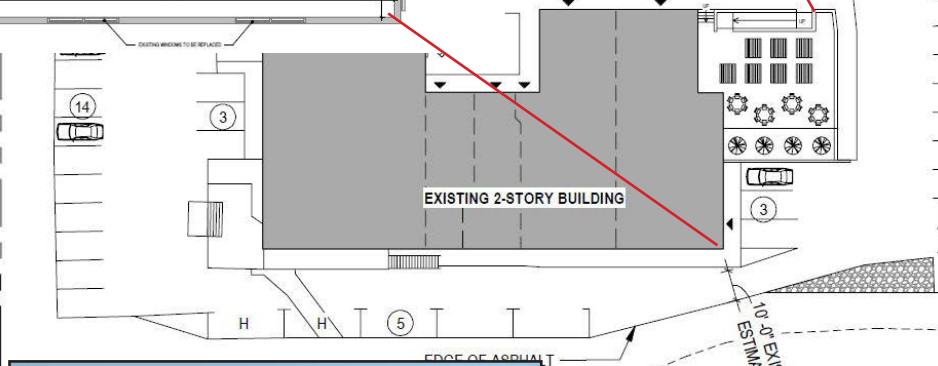 UP
UP
EXISTING WINDOWS TO BE REPLACED
14
3
EXISTING 2-STORY BUILDING
3
H
H
5
10'-0" EXI
ESTIMA
EDGE OF ASPHALT